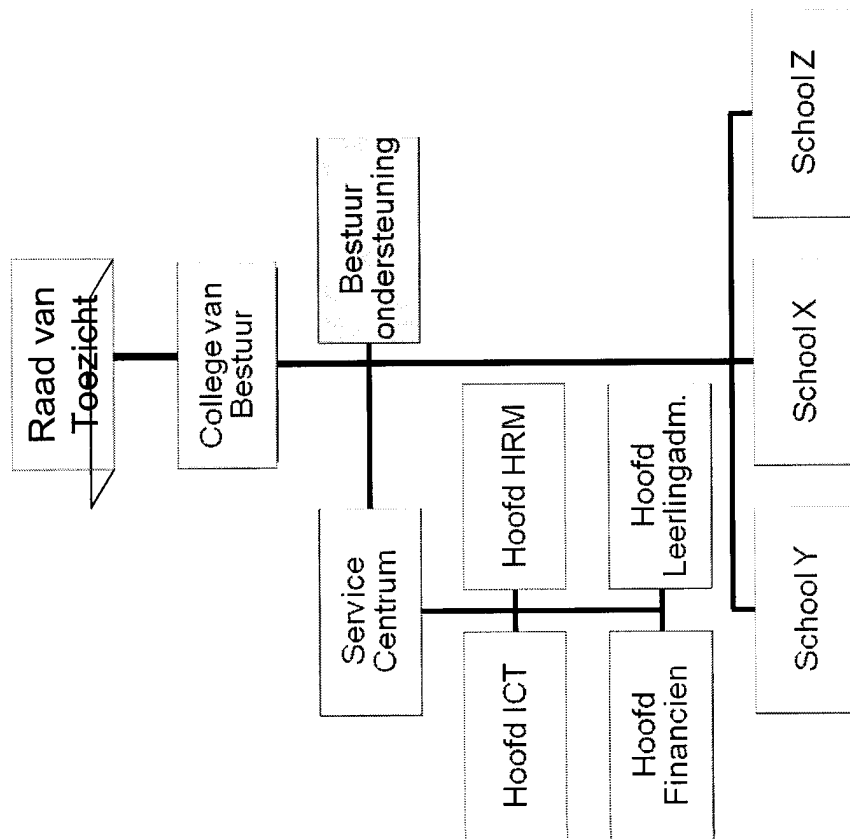 Raad van
Toezicht
College van
Bestuur
Bestuur
ondersteuning
Service
Centrum
Hoofd ICT
Hoofd HRM
Hoofd
Financien
Hoofd
Leerlingadm.
School Y
School X
School Z